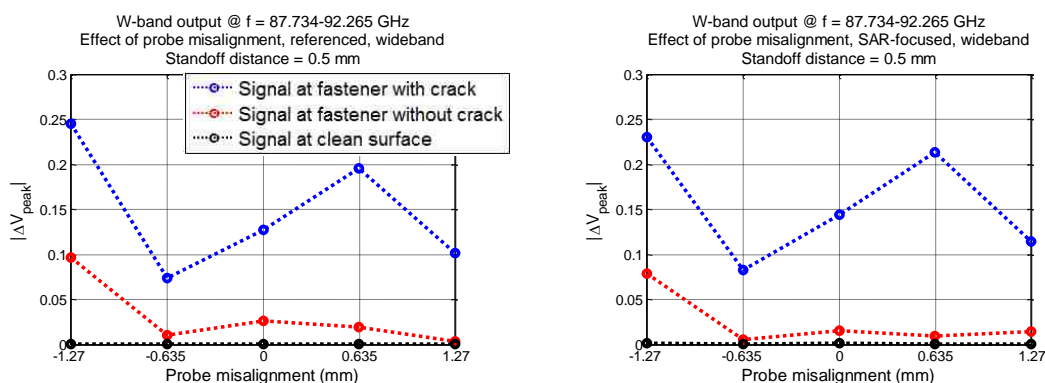 W-band output @ f = 87.734-92.265 GHz
Effect of probe misalignment, referenced, wideband
Standoff distance = 0.5 mm
0.3
0.25
0.2
0.15
0.1
0.05
0
|ΔVpeak|
Signal at fastener with crack
Signal at fastener without crack
Signal at clean surface
-1.27 -0.635 0 0.635 1.27
Probe misalignment (mm)
W-band output @ f = 87.734-92.265 GHz
Effect of probe misalignment, SAR-focused, wideband
Standoff distance = 0.5 mm
0.3
0.25
0.2
0.15
0.1
0.05
0
|ΔVpeak|
-1.27 -0.635 0 0.635 1.27
Probe misalignment (mm)